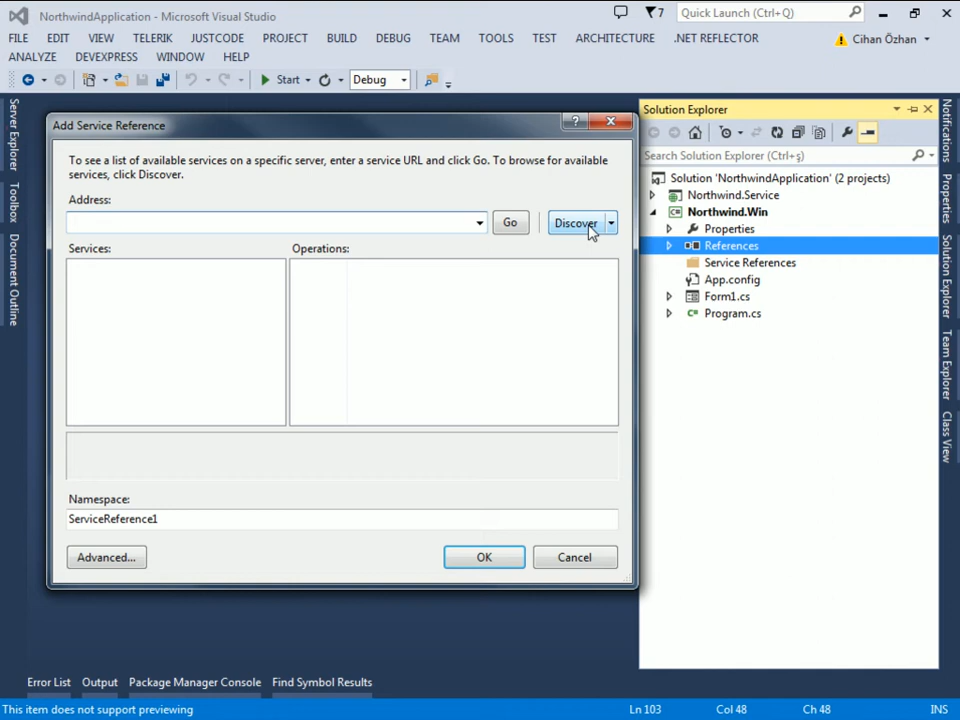 NorthwindApplication - Microsoft Visual Studio
7
Quick Launch (Ctrl+Q)
FILE EDIT VIEW TELERIK JUSTCODE PROJECT BUILD DEBUG TEAM TOOLS TEST ARCHITECTURE .NET REFLECTOR
Cihan Özhan
ANALYZE DEVEXPRESS WINDOW HELP
Start
Debug
Server Explorer
Toolbox
Document Outline
Add Service Reference
?
To see a list of available services on a specific server, enter a service URL and click Go. To browse for available
services, click Discover.
Address:
Go
Discover
Services:
Operations:
Namespace:
ServiceReference1
Advanced...
OK
Cancel
Solution Explorer
Search Solution Explorer (Ctrl+ş)
Solution 'NorthwindApplication' (2 projects)
Northwind.Service
C# Northwind.Win
Properties
References
Service References
App.config
Form1.cs
C# Program.cs
Notifications
Properties
Solution Explorer
Team Explorer
Class View
Error List Output Package Manager Console Find Symbol Results
This item does not support previewing
Ln 103 Col 48 Ch 48 INS